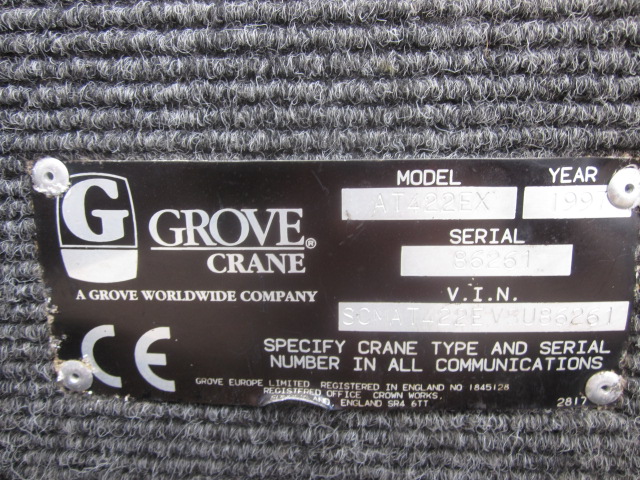 G GROVE®
CRANE
A GROVE WORLDWIDE COMPANY
MODEL YEAR
AT422EX
SERIAL
86261
V.I.N.
CE
SPECIFY CRANE TYPE AND SERIAL
NUMBER IN ALL COMMUNICATIONS
GROVE EUROPE LIMITED REGISTERED IN ENGLAND NO 1845128
REGISTERED OFFICE CROWN WORKS.
ENGLAND SR4 6TT
2817